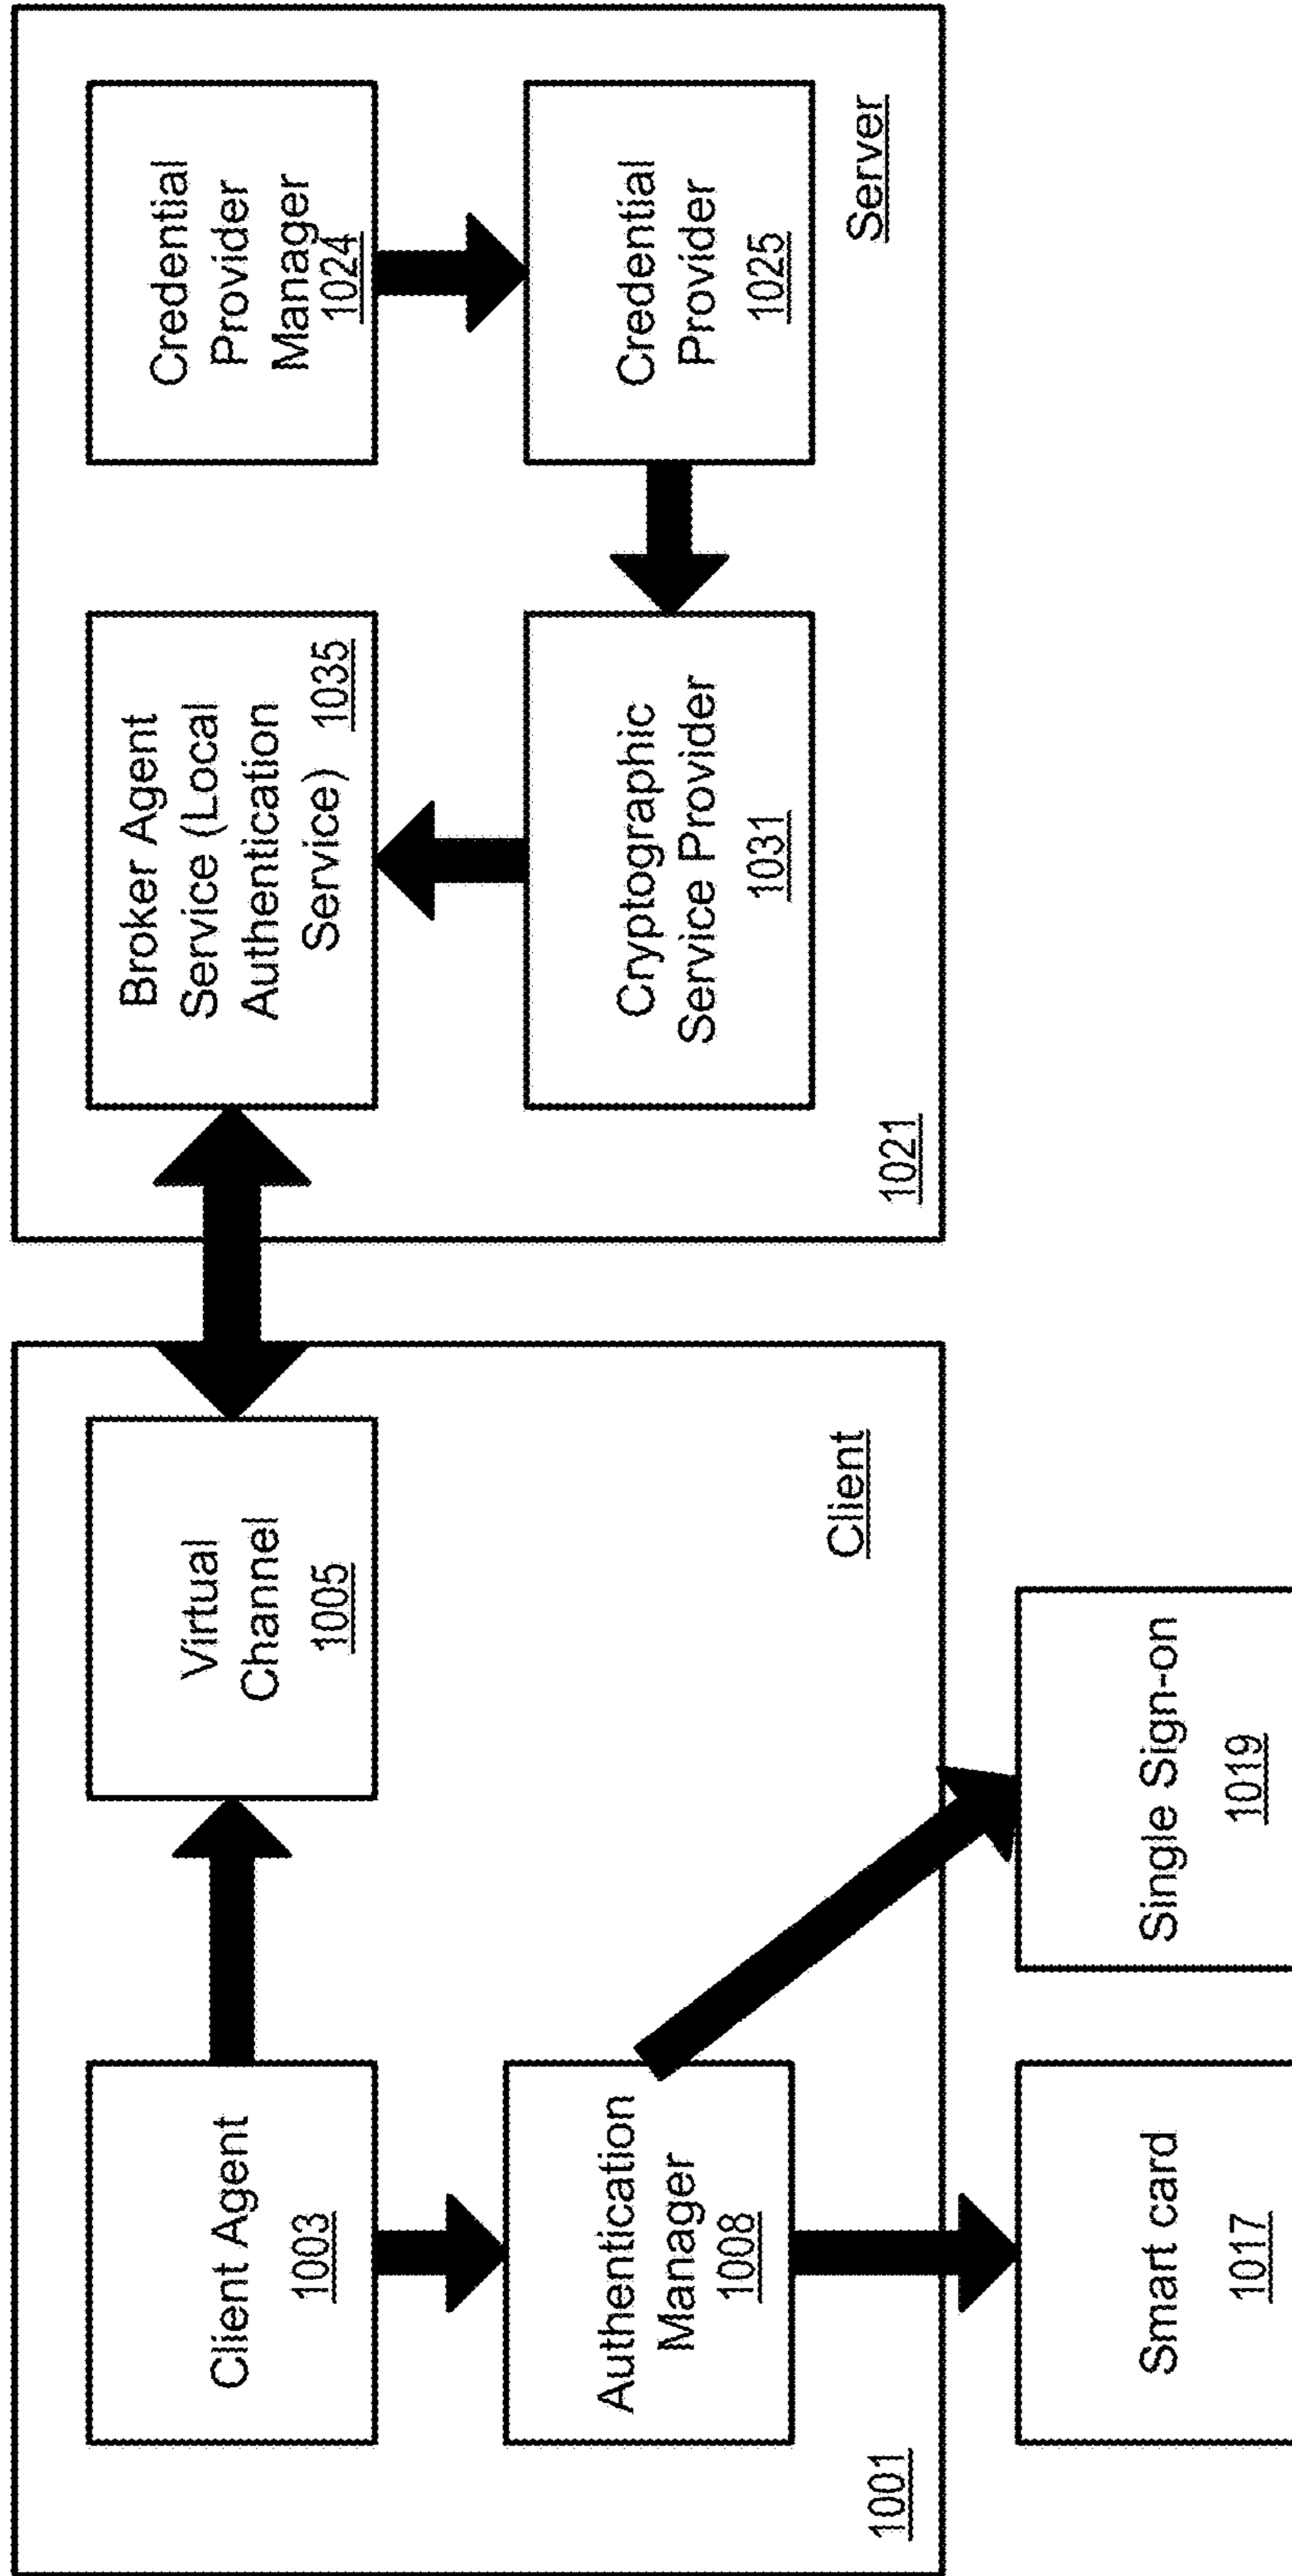 Client Agent
1003
Virtual
Channel
1005
Authentication
Manager
1008
Client
1001
Smart card
1017
Single Sign-on
1019
Broker Agent
Service (Local
Authentication
Service) 1035
Credential
Provider
Manager
1024
Cryptographic
Service Provider
1031
Credential
Provider
1025
Server
1021